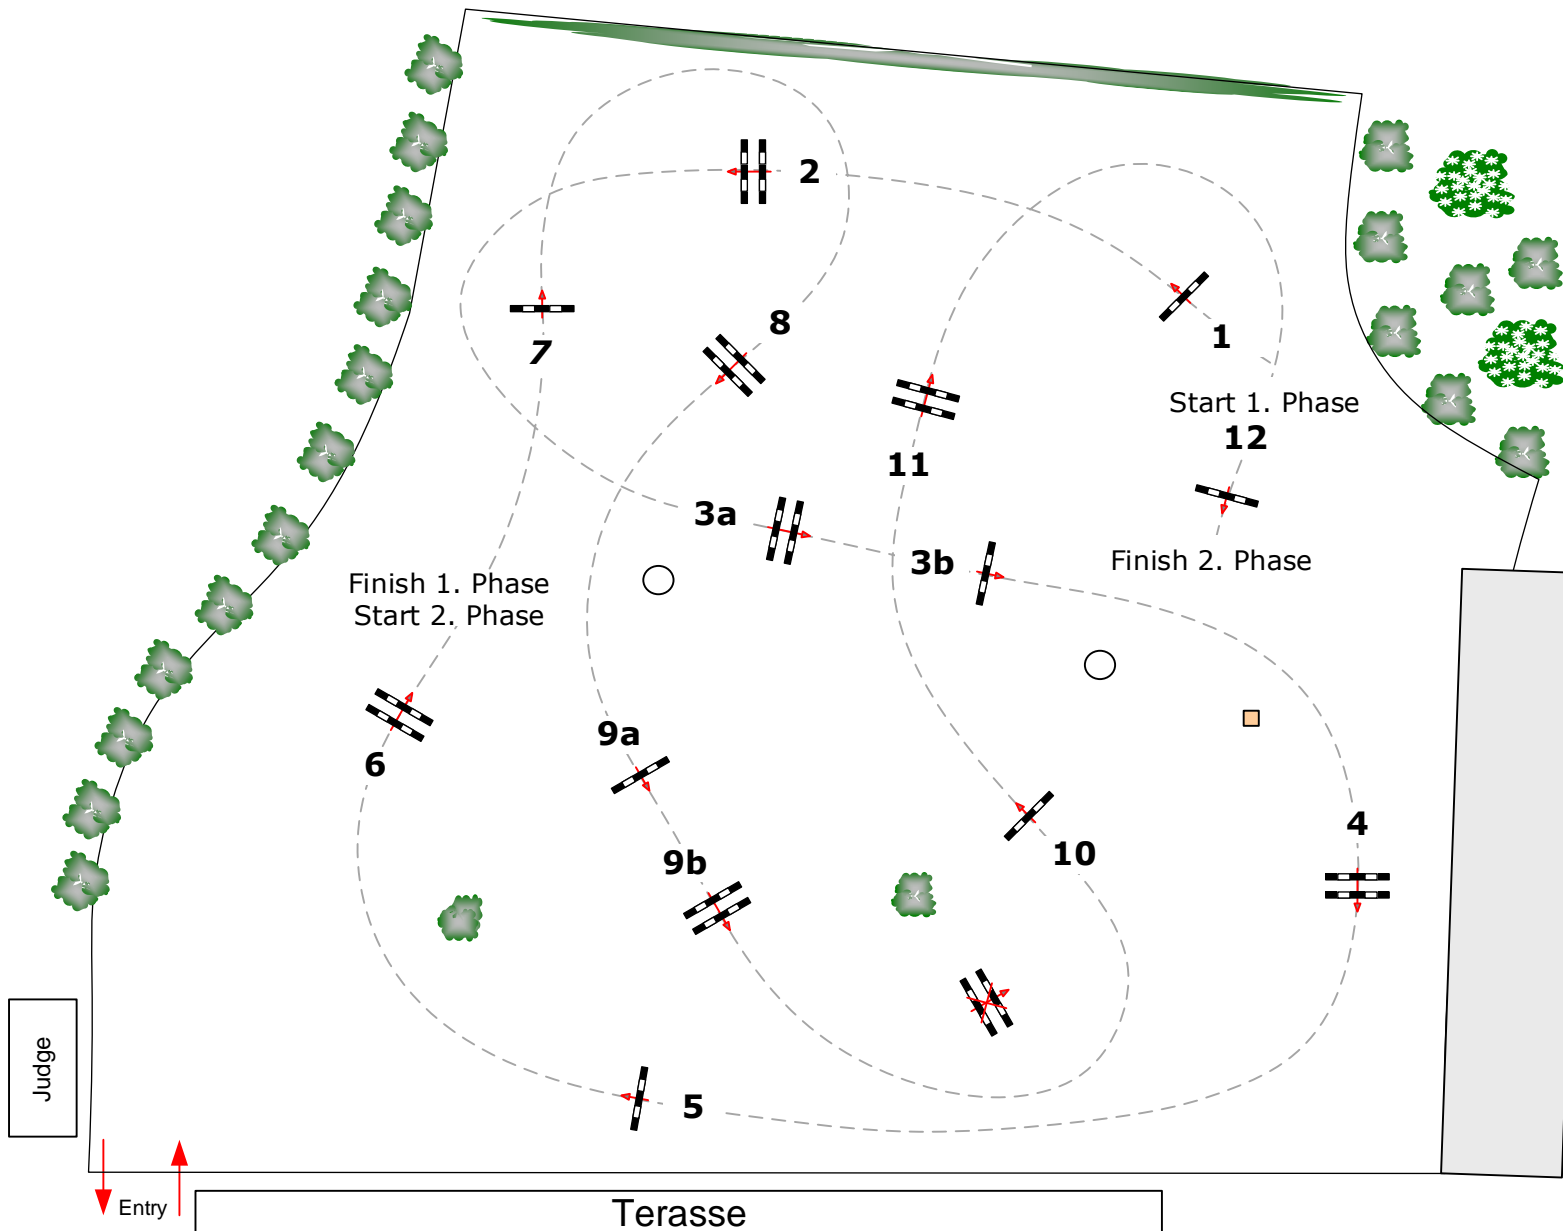 2
1
8
7
Start 1. Phase
12
11
3a
3b
Finish 2. Phase
Finish 1. Phase
Start 2. Phase
9a
6
4
10
9b
5
Judge
Entry
Terasse